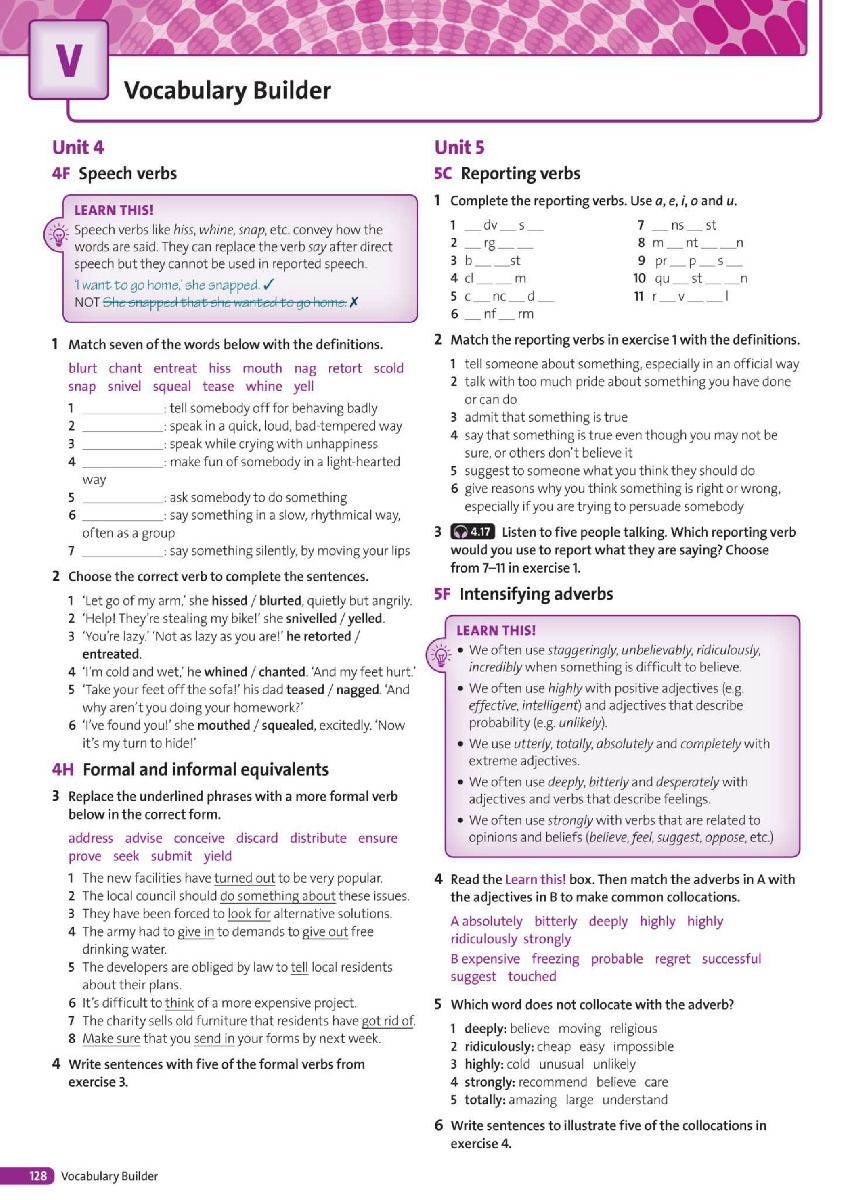 V
Vocabulary Builder
Unit 4
4F Speech verbs
LEARN THIS!
Speech verbs like hiss, whine, snap, etc. convey how the
words are said. They can replace the verb say after direct
speech but they cannot be used in reported speech.
'I want to go home,' she snapped. ✓
NOT She snapped that she wanted to go home. ✗
1 Match seven of the words below with the definitions.
blurt chant entreat hiss mouth nag retort scold
snap snivel squeal tease whine yell
1 ____________: tell somebody off for behaving badly
2 ____________: speak in a quick, loud, bad-tempered way
3 ____________: speak while crying with unhappiness
4 ____________: make fun of somebody in a light-hearted
way
5 ____________: ask somebody to do something
6 ____________: say something in a slow, rhythmical way,
often as a group
7 ____________: say something silently, by moving your lips
2 Choose the correct verb to complete the sentences.
1 'Let go of my arm,' she hissed / blurted, quietly but angrily.
2 'Help! They're stealing my bike!' she snivelled / yelled.
3 'You're lazy.' 'Not as lazy as you are!' he retorted /
entreated.
4 'I'm cold and wet,' he whined / chanted. 'And my feet hurt.'
5 'Take your feet off the sofa!' his dad teased / nagged. 'And
why aren't you doing your homework?'
6 'I've found you!' she mouthed / squealed, excitedly. 'Now
it's my turn to hide!'
4H Formal and informal equivalents
3 Replace the underlined phrases with a more formal verb
below in the correct form.
address advise conceive discard distribute ensure
prove seek submit yield
1 The new facilities have turned out to be very popular.
2 The local council should do something about these issues.
3 They have been forced to look for alternative solutions.
4 The army had to give in to demands to give out free
drinking water.
5 The developers are obliged by law to tell local residents
about their plans.
6 It's difficult to think of a more expensive project.
7 The charity sells old furniture that residents have got rid of.
8 Make sure that you send in your forms by next week.
4 Write sentences with five of the formal verbs from
exercise 3.
Unit 5
5C Reporting verbs
1 Complete the reporting verbs. Use a, e, i, o and u.
1 __ dv __ s __
2 __ rg __ __
3 b __ __ st
4 cl __ __ m
5 c __ nc __ d __
6 __ nf __ rm
7 __ ns __ st
8 m __ nt __ __ n
9 pr __ p __ s __
10 qu __ st __ __ n
11 r __ v __ __ l
2 Match the reporting verbs in exercise 1 with the definitions.
1 tell someone about something, especially in an official way
2 talk with too much pride about something you have done
or can do
3 admit that something is true
4 say that something is true even though you may not be
sure, or others don't believe it
5 suggest to someone what you think they should do
6 give reasons why you think something is right or wrong,
especially if you are trying to persuade somebody
3 4.17 Listen to five people talking. Which reporting verb
would you use to report what they are saying? Choose
from 7–11 in exercise 1.
5F Intensifying adverbs
LEARN THIS!
• We often use staggeringly, unbelievably, ridiculously,
incredibly when something is difficult to believe.
• We often use highly with positive adjectives (e.g.
effective, intelligent) and adjectives that describe
probability (e.g. unlikely).
• We use utterly, totally, absolutely and completely with
extreme adjectives.
• We often use deeply, bitterly and desperately with
adjectives and verbs that describe feelings.
• We often use strongly with verbs that are related to
opinions and beliefs (believe, feel, suggest, oppose, etc.)
4 Read the Learn this! box. Then match the adverbs in A with
the adjectives in B to make common collocations.
A absolutely bitterly deeply highly highly
ridiculously strongly
B expensive freezing probable regret successful
suggest touched
5 Which word does not collocate with the adverb?
1 deeply: believe moving religious
2 ridiculously: cheap easy impossible
3 highly: cold unusual unlikely
4 strongly: recommend believe care
5 totally: amazing large understand
6 Write sentences to illustrate five of the collocations in
exercise 4.
128 Vocabulary Builder